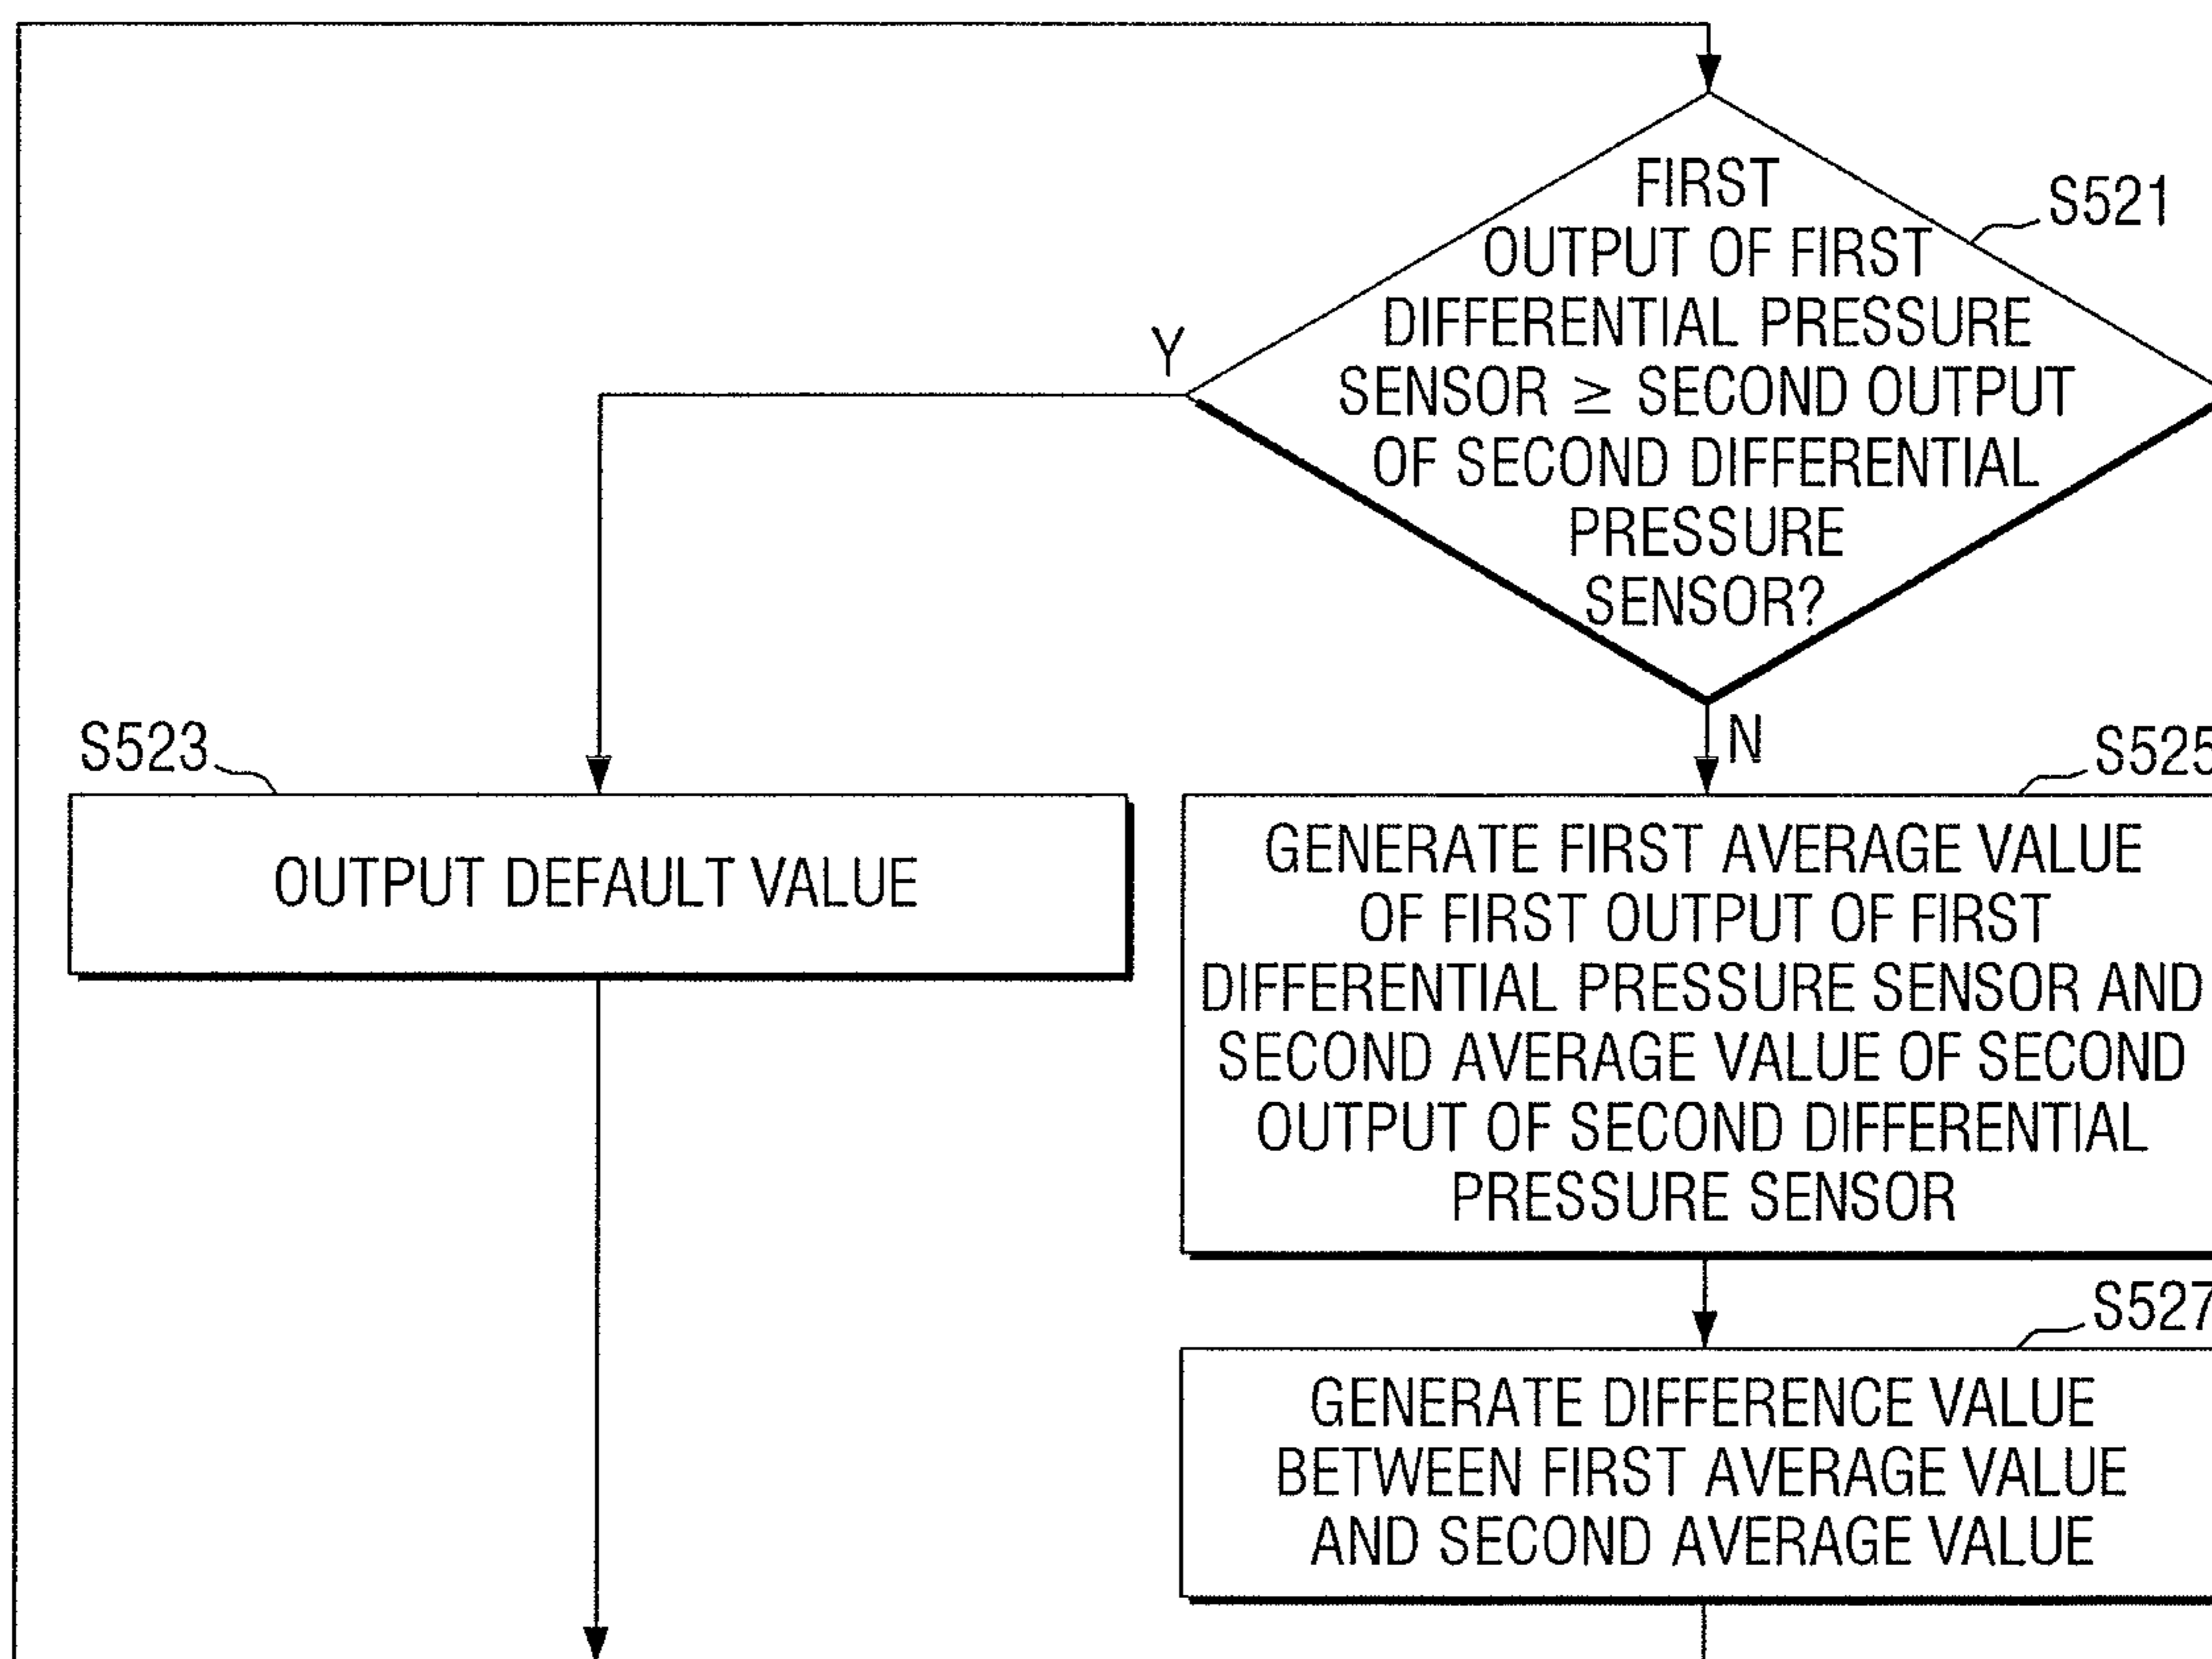 FIRST
OUTPUT OF FIRST
DIFFERENTIAL PRESSURE
SENSOR ≥ SECOND OUTPUT
OF SECOND DIFFERENTIAL
PRESSURE
SENSOR?
S521
Y
N
S523
OUTPUT DEFAULT VALUE
S525
GENERATE FIRST AVERAGE VALUE
OF FIRST OUTPUT OF FIRST
DIFFERENTIAL PRESSURE SENSOR AND
SECOND AVERAGE VALUE OF SECOND
OUTPUT OF SECOND DIFFERENTIAL
PRESSURE SENSOR
S527
GENERATE DIFFERENCE VALUE
BETWEEN FIRST AVERAGE VALUE
AND SECOND AVERAGE VALUE